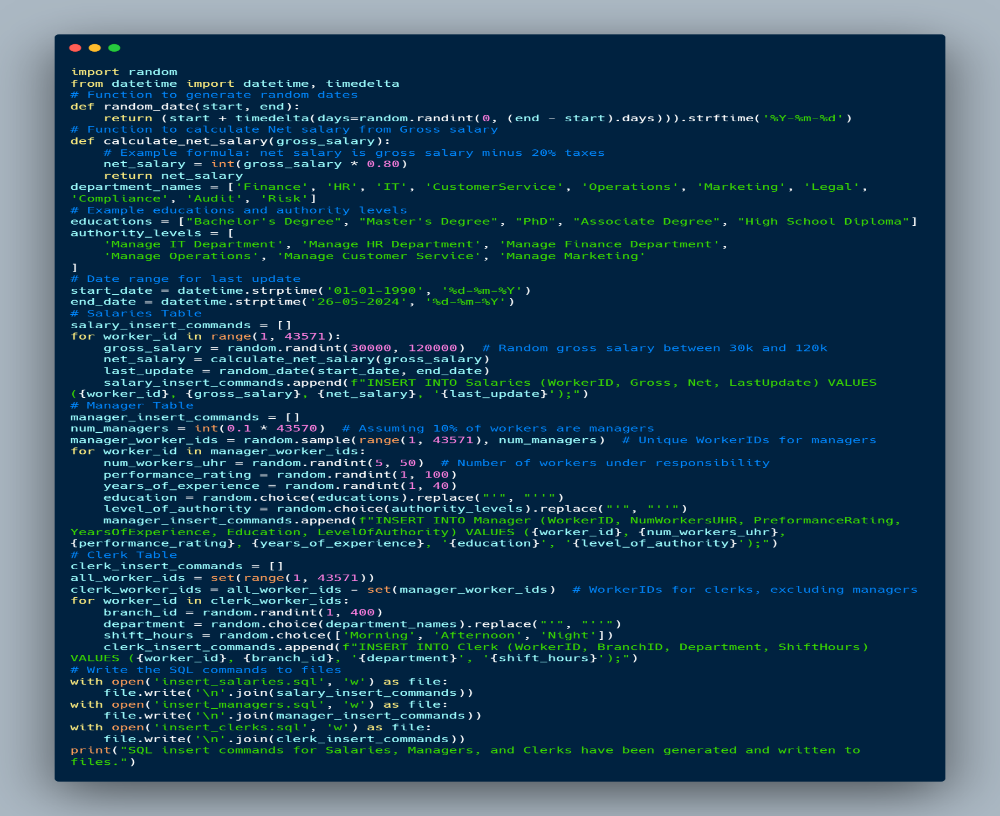 import random
from datetime import datetime, timedelta
# Function to generate random dates
def random_date(start, end):
    return (start + timedelta(days=random.randint(0, (end - start).days))).strftime('%Y-%m-%d')
# Function to calculate Net salary from Gross salary
def calculate_net_salary(gross_salary):
    # Example formula: net salary is gross salary minus 20% taxes
    net_salary = int(gross_salary * 0.80)
    return net_salary
department_names = ['Finance', 'HR', 'IT', 'CustomerService', 'Operations', 'Marketing', 'Legal',
'Compliance', 'Audit', 'Risk']
# Example educations and authority levels
educations = ["Bachelor's Degree", "Master's Degree", "PhD", "Associate Degree", "High School Diploma"]
authority_levels = [
    'Manage IT Department', 'Manage HR Department', 'Manage Finance Department',
    'Manage Operations', 'Manage Customer Service', 'Manage Marketing'
]
# Date range for last update
start_date = datetime.strptime('01-01-1990', '%d-%m-%Y')
end_date = datetime.strptime('26-05-2024', '%d-%m-%Y')
# Salaries Table
salary_insert_commands = []
for worker_id in range(1, 43571):
    gross_salary = random.randint(30000, 120000)  # Random gross salary between 30k and 120k
    net_salary = calculate_net_salary(gross_salary)
    last_update = random_date(start_date, end_date)
    salary_insert_commands.append(f"INSERT INTO Salaries (WorkerID, Gross, Net, LastUpdate) VALUES
({worker_id}, {gross_salary}, {net_salary}, '{last_update}');")
# Manager Table
manager_insert_commands = []
num_managers = int(0.1 * 43570)  # Assuming 10% of workers are managers
manager_worker_ids = random.sample(range(1, 43571), num_managers)  # Unique WorkerIDs for managers
for worker_id in manager_worker_ids:
    num_workers_uhr = random.randint(5, 50)  # Number of workers under responsibility
    performance_rating = random.randint(1, 100)
    years_of_experience = random.randint(1, 40)
    education = random.choice(educations).replace("'", "''")
    level_of_authority = random.choice(authority_levels).replace("'", "''")
    manager_insert_commands.append(f"INSERT INTO Manager (WorkerID, NumWorkersUHR, PreformanceRating,
YearsOfExperience, Education, LevelOfAuthority) VALUES ({worker_id}, {num_workers_uhr},
{performance_rating}, {years_of_experience}, '{education}', '{level_of_authority}');")
# Clerk Table
clerk_insert_commands = []
all_worker_ids = set(range(1, 43571))
clerk_worker_ids = all_worker_ids - set(manager_worker_ids)  # WorkerIDs for clerks, excluding managers
for worker_id in clerk_worker_ids:
    branch_id = random.randint(1, 400)
    department = random.choice(department_names).replace("'", "''")
    shift_hours = random.choice(['Morning', 'Afternoon', 'Night'])
    clerk_insert_commands.append(f"INSERT INTO Clerk (WorkerID, BranchID, Department, ShiftHours)
VALUES ({worker_id}, {branch_id}, '{department}', '{shift_hours}');")
# Write the SQL commands to files
with open('insert_salaries.sql', 'w') as file:
    file.write('\n'.join(salary_insert_commands))
with open('insert_managers.sql', 'w') as file:
    file.write('\n'.join(manager_insert_commands))
with open('insert_clerks.sql', 'w') as file:
    file.write('\n'.join(clerk_insert_commands))
print("SQL insert commands for Salaries, Managers, and Clerks have been generated and written to
files.")